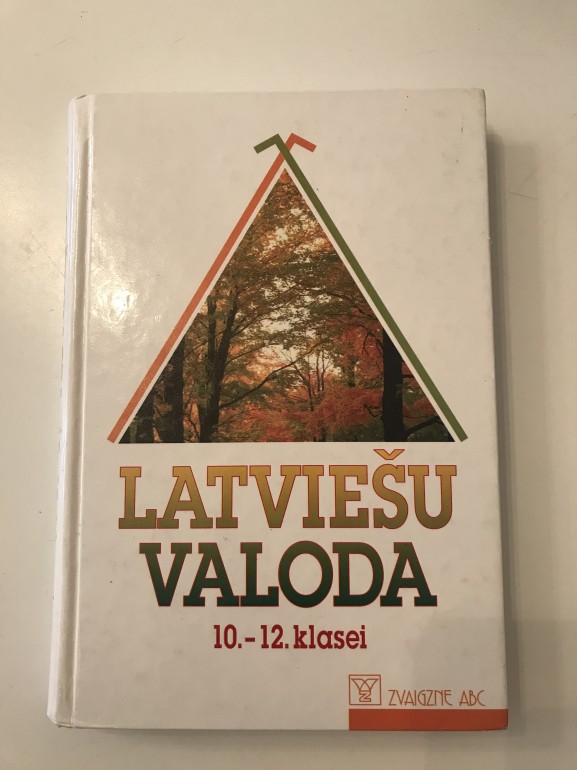 LATVIEŠU
VALODA
10.–12. klasei
ZVAIGZNE ABC